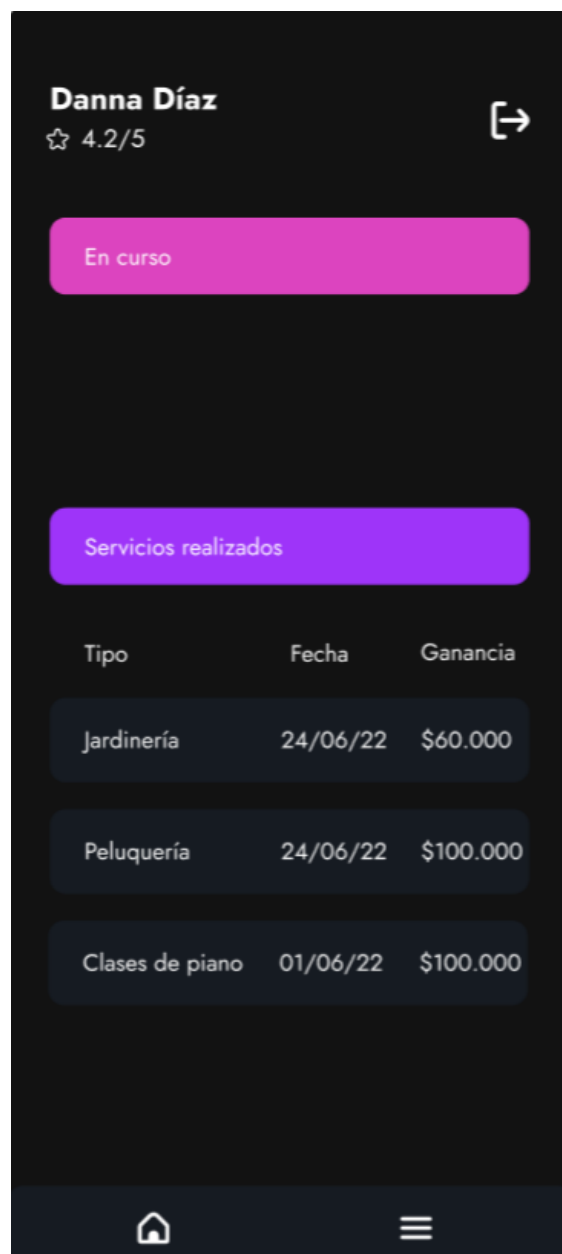 Danna Díaz
4.2/5
En curso
Servicios realizados
Tipo Fecha Ganancia
Jardinería 24/06/22 $60.000
Peluquería 24/06/22 $100.000
Clases de piano 01/06/22 $100.000